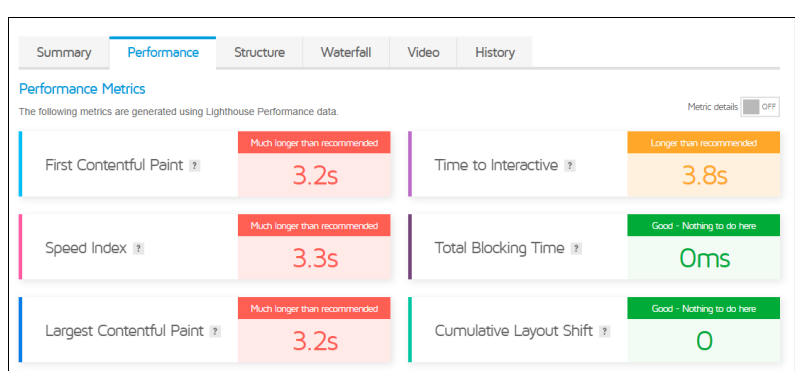 Summary Performance Structure Waterfall Video History
Performance Metrics
The following metrics are generated using Lighthouse Performance data.
Metric details OFF
First Contentful Paint ?
Much longer than recommended
3.2s
Time to Interactive ?
Longer than recommended
3.8s
Speed Index ?
Much longer than recommended
3.3s
Total Blocking Time ?
Good - Nothing to do here
0ms
Largest Contentful Paint ?
Much longer than recommended
3.2s
Cumulative Layout Shift ?
Good - Nothing to do here
0